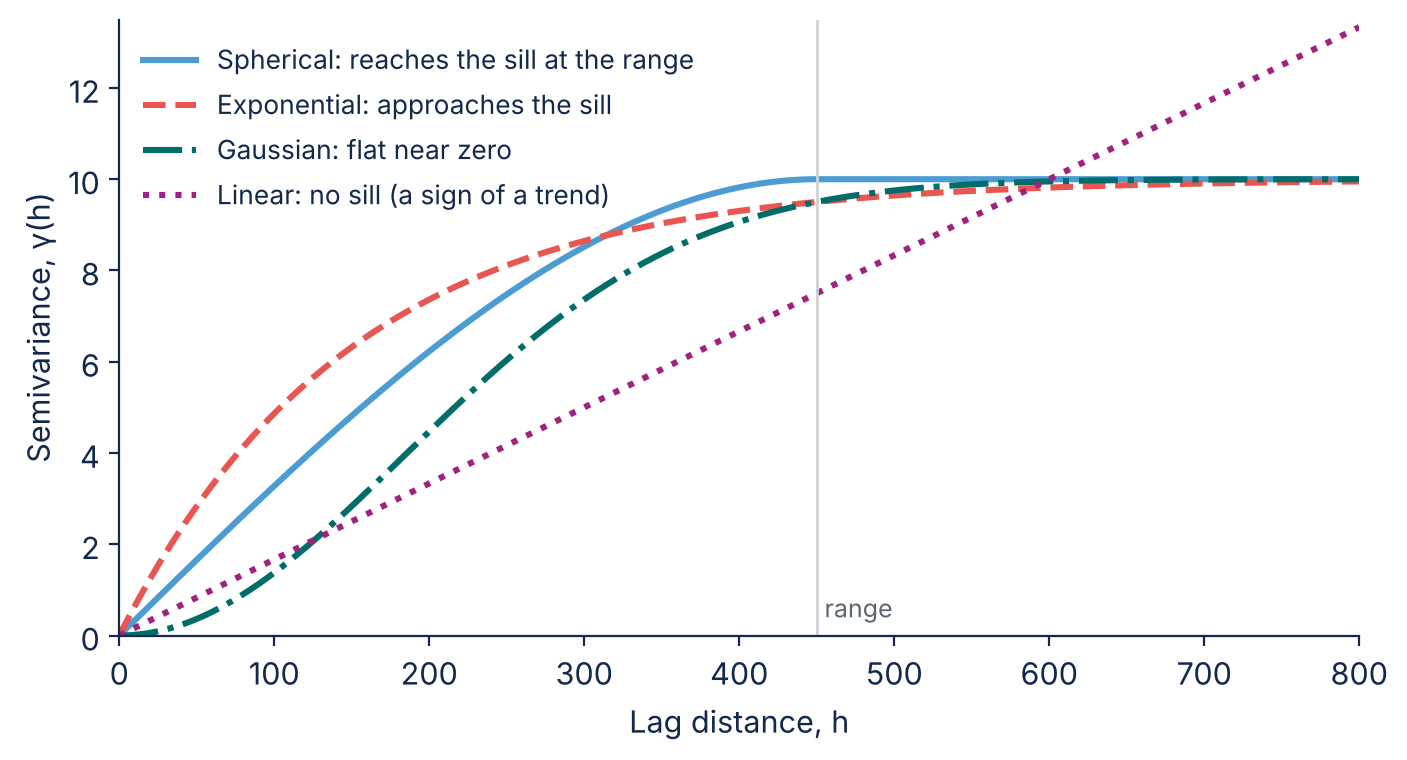 Spherical: reaches the sill at the range
Exponential: approaches the sill
Gaussian: flat near zero
Linear: no sill (a sign of a trend)
Semivariance, γ(h)
12
10
8
6
4
2
0
range
0 100 200 300 400 500 600 700 800
Lag distance, h